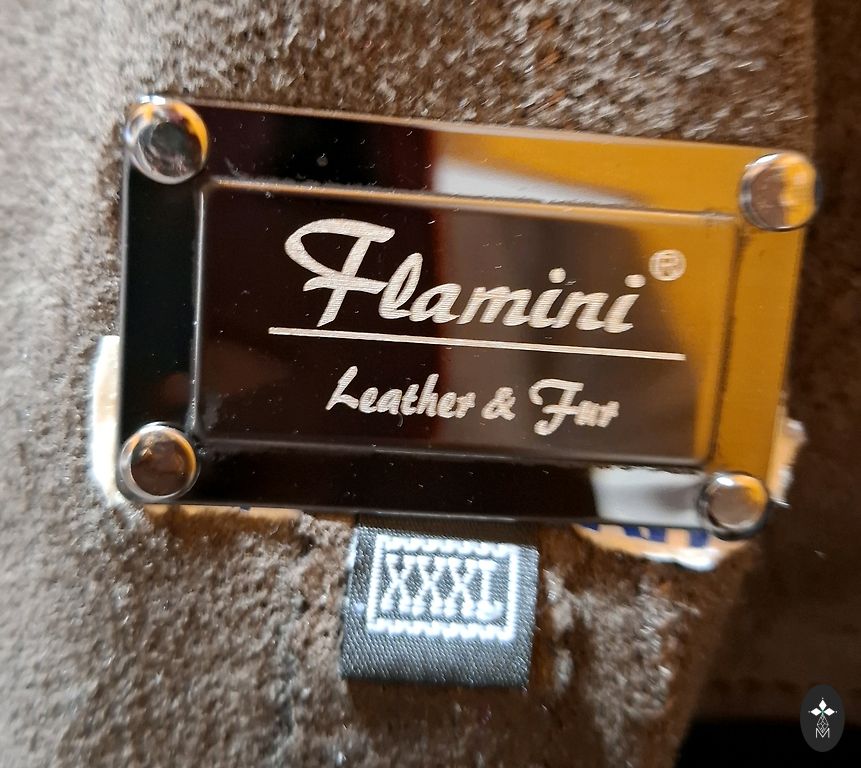 Flamini®
Leather & Fur
XXXL
M